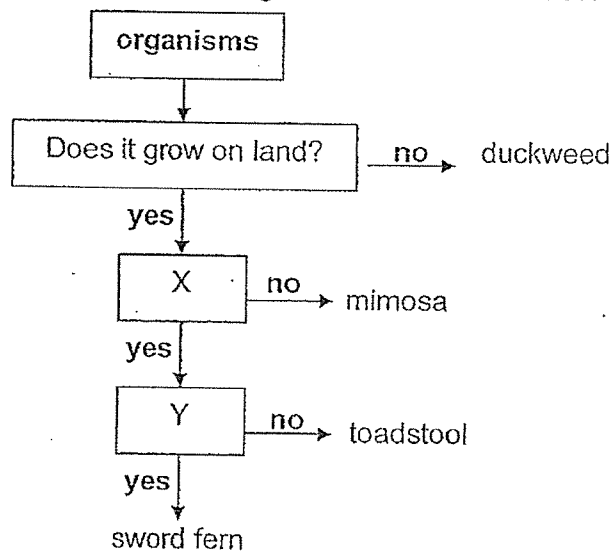 organisms
Does it grow on land?
no
duckweed
yes
X
no
mimosa
yes
Y
no
toadstool
yes
sword fern